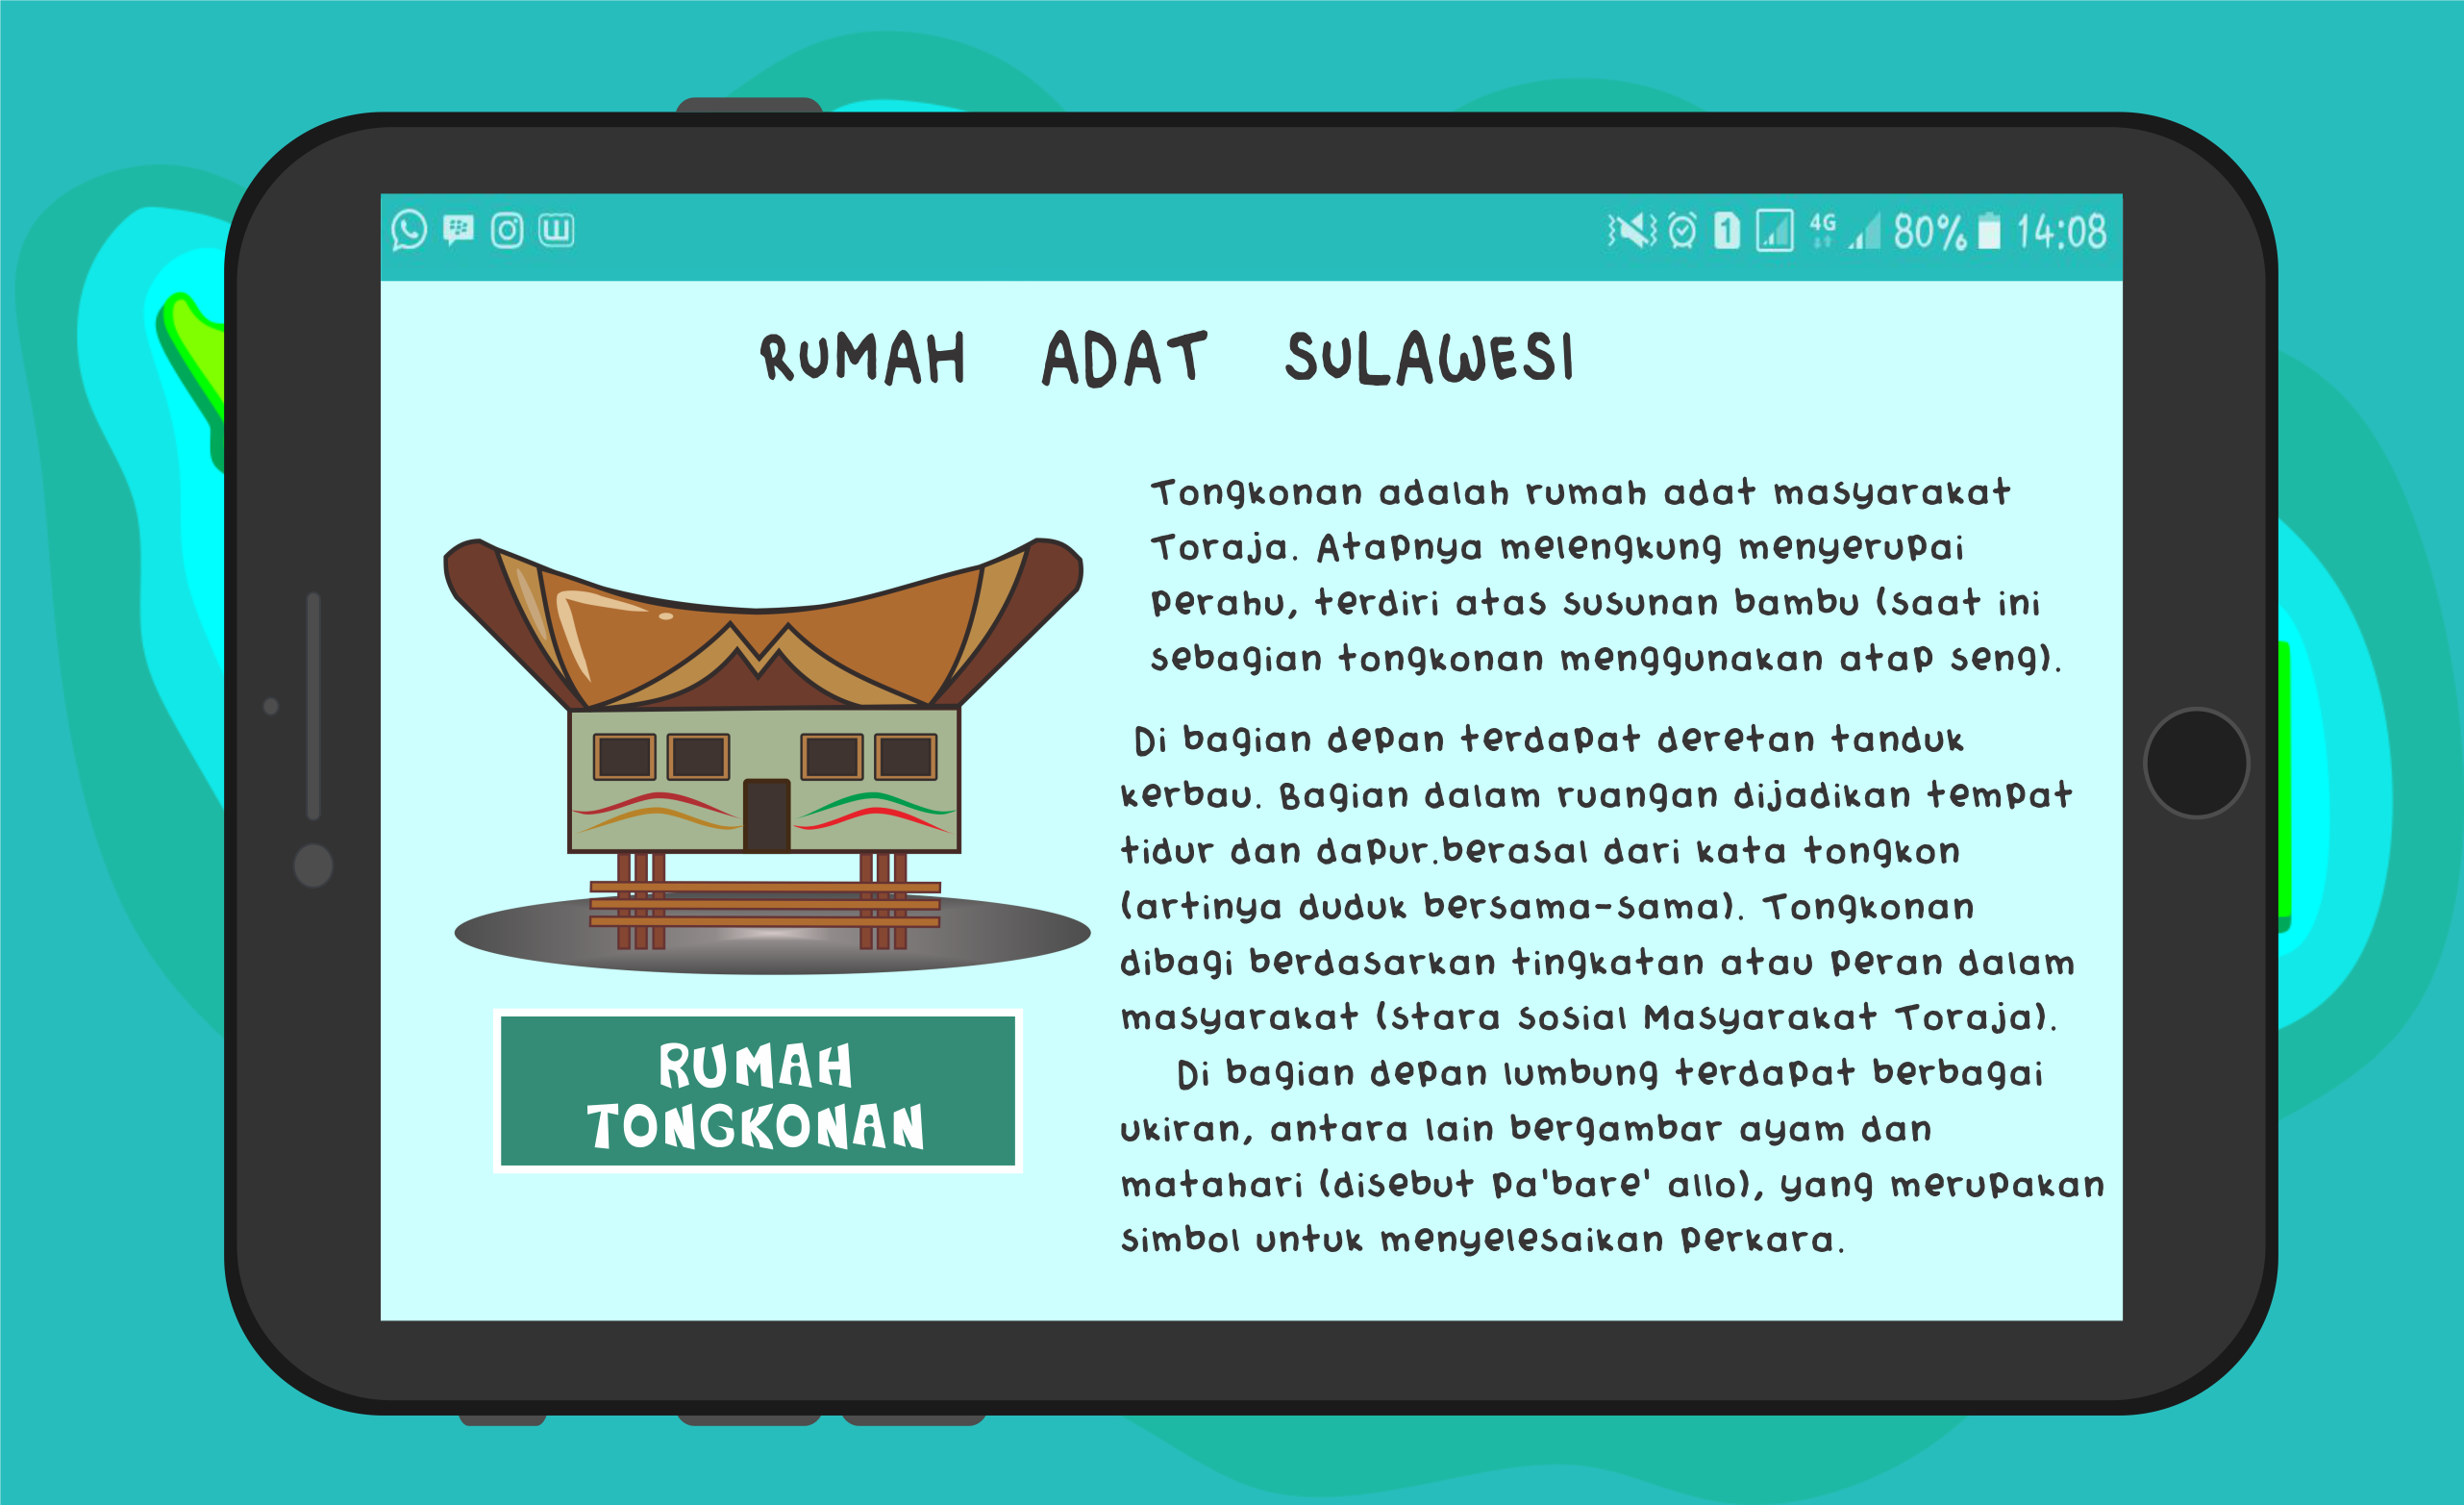 4G 80% 14:08
1
RUMAH ADAT SULAWESI
Tongkonan adalah rumah adat masyarakat
Toraja. Atapnya melengkung menyerupai
perahu, terdiri atas susunan bambu (saat ini
sebagian tongkonan menggunakan atap seng).
Di bagian depan terdapat deretan tanduk
kerbau. Bagian dalam ruangan dijadikan tempat
tidur dan dapur.berasal dari kata tongkon
(artinya duduk bersama-sama). Tongkonan
dibagi berdasarkan tingkatan atau peran dalam
masyarakat (stara sosial Masyarakat Toraja).
Di bagian depan lumbung terdapat berbagai
ukiran, antara lain bergambar ayam dan
matahari (disebut pa'bare' allo), yang merupakan
simbol untuk menyelesaikan perkara.
RUMAH
TONGKONAN